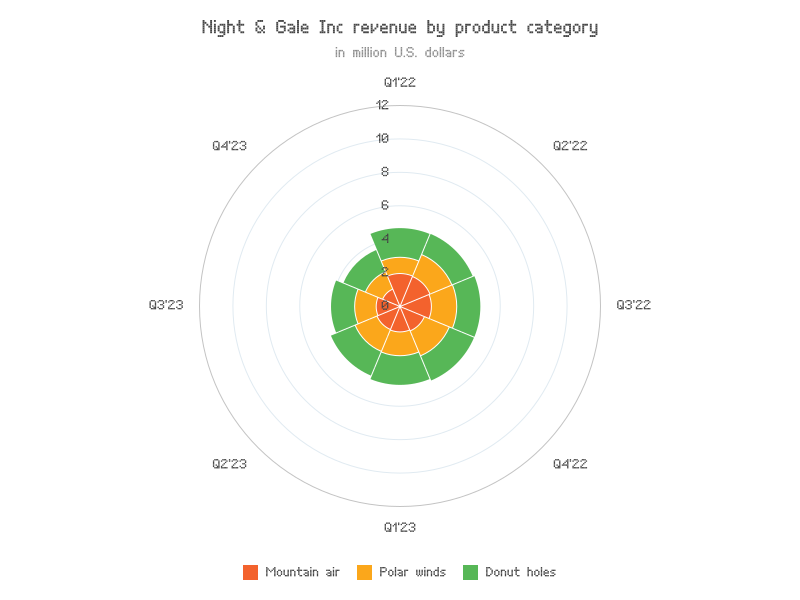 Night & Gale Inc revenue by product category
in million U.S. dollars
Q1'22
12
10
Q4'23
Q2'22
8
6
4
2
Q3'23
0
Q3'22
Q2'23
Q4'22
Q1'23
Mountain air
Polar winds
Donut holes